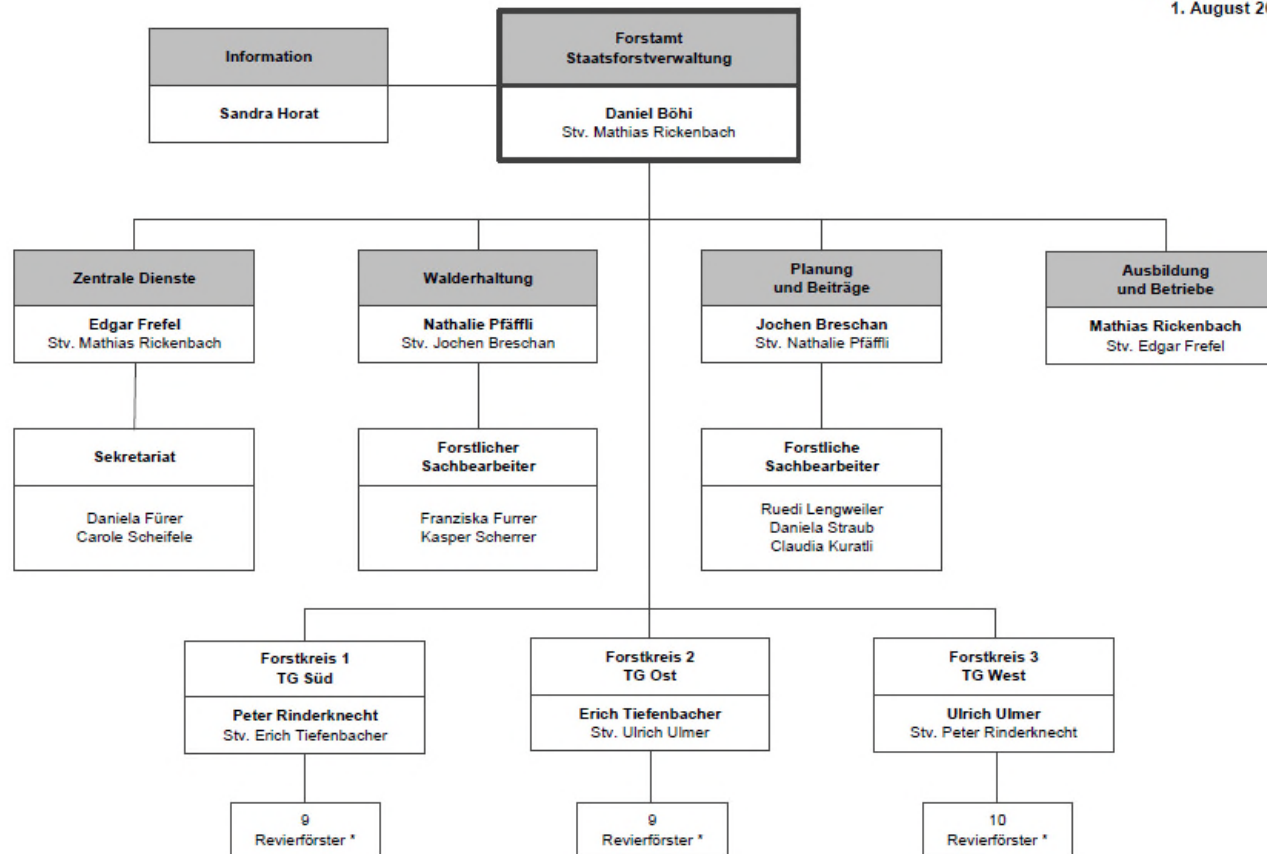 1. August
Information
Sandra Horat
Forstamt
Staatsforstverwaltung
Daniel Böhi
Stv. Mathias Rickenbach
Zentrale Dienste
Edgar Frefel
Stv. Mathias Rickenbach
Walderhaltung
Nathalie Pfäffli
Stv. Jochen Breschan
Planung
und Beiträge
Jochen Breschan
Stv. Nathalie Pfäffli
Ausbildung
und Betriebe
Mathias Rickenbach
Stv. Edgar Frefel
Sekretariat
Daniela Fürer
Carole Scheifele
Forstlicher
Sachbearbeiter
Franziska Furrer
Kasper Scherrer
Forstliche
Sachbearbeiter
Ruedi Lengweiler
Daniela Straub
Claudia Kuratli
Forstkreis 1
TG Süd
Peter Rinderknecht
Stv. Erich Tiefenbacher
9
Revierförster *
Forstkreis 2
TG Ost
Erich Tiefenbacher
Stv. Ulrich Ulmer
9
Revierförster *
Forstkreis 3
TG West
Ulrich Ulmer
Stv. Peter Rinderknecht
10
Revierförster *